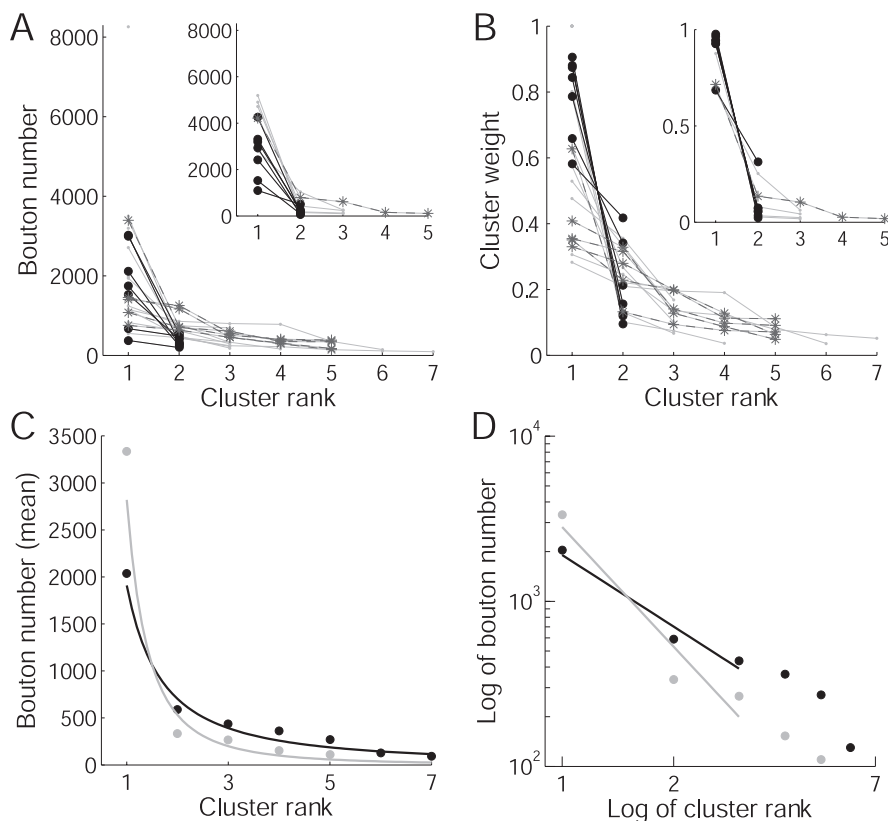 A
Bouton number
8000
6000
4000
2000
0
1 2 3 4 5 6 7
Cluster rank
8000
6000
4000
2000
0
1 2 3 4 5
B
Cluster weight
1
0.8
0.6
0.4
0.2
0
1 2 3 4 5 6 7
Cluster rank
1
0.5
0
1 2 3 4 5
C
Bouton number (mean)
3500
3000
2500
2000
1500
1000
500
0
1 3 5 7
Cluster rank
D
Log of bouton number
10^4
10^3
10^2
1 2 7
Log of cluster rank